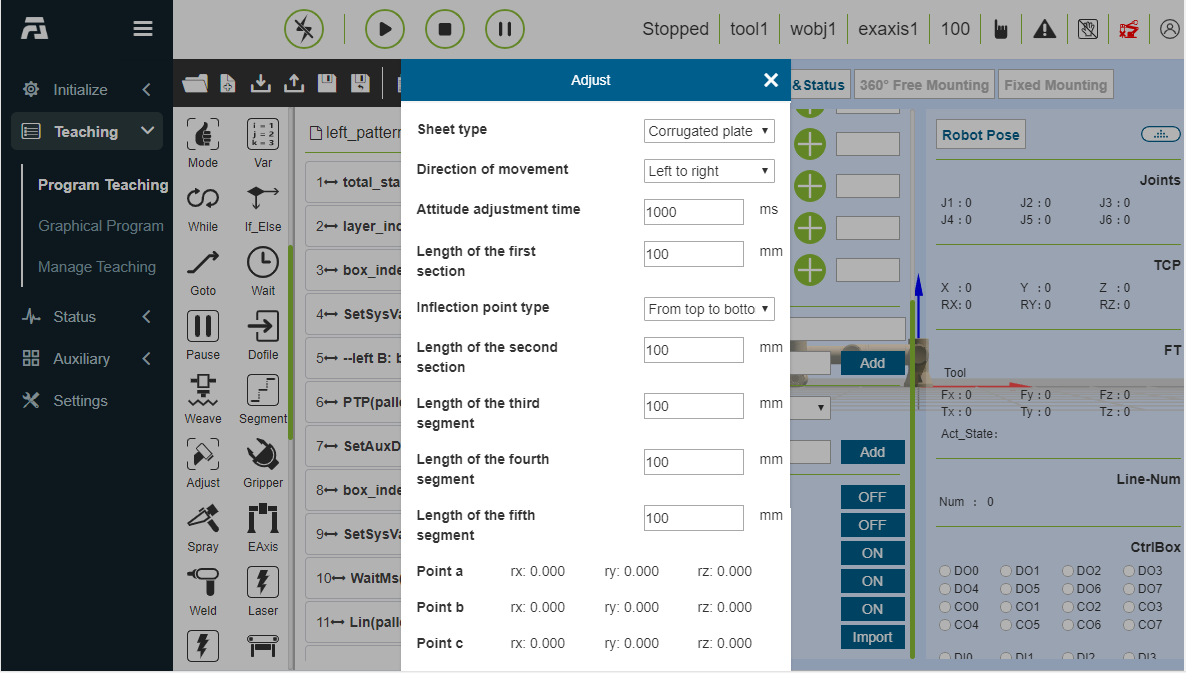 Stopped tool1 wobj1 exaxis1 100
Initialize
Teaching
Program Teaching
Graphical Program
Manage Teaching
Status
Auxiliary
Settings
Mode Var
i = 1
j = 2
k = 3
While If_Else
Goto Wait
Pause Dofile
Weave Segment
Adjust Gripper
Spray EAxis
Weld Laser
left_pattern
1 total_sta
2 layer_ind
3 box_inde
4 SetSysVa
5 --left B: b
6 PTP(palle
7 SetAuxD
8 box_inde
9 SetSysVa
10 WaitMs(
11 Lin(palle
Adjust
Sheet type Corrugated plate
Direction of movement Left to right
Attitude adjustment time 1000 ms
Length of the first
section 100 mm
Inflection point type From top to botto
Length of the second
section 100 mm
Length of the third
segment 100 mm
Length of the fourth
segment 100 mm
Length of the fifth
segment 100 mm
Point a rx: 0.000 ry: 0.000 rz: 0.000
Point b rx: 0.000 ry: 0.000 rz: 0.000
Point c rx: 0.000 ry: 0.000 rz: 0.000
&Status 360° Free Mounting Fixed Mounting
Add
Add
OFF
OFF
ON
ON
ON
Import
Robot Pose
Joints
J1 : 0 J2 : 0 J3 : 0
J4 : 0 J5 : 0 J6 : 0
TCP
X : 0 Y : 0 Z : 0
RX: 0 RY: 0 RZ: 0
FT
Tool
Fx : 0 Fy : 0 Fz : 0
Tx : 0 Ty : 0 Tz : 0
Act_State:
Line-Num
Num : 0
CtrlBox
DO0 DO1 DO2 DO3
DO4 DO5 DO6 DO7
CO0 CO1 CO2 CO3
CO4 CO5 CO6 CO7
DI0 DI1 DI2 DI3